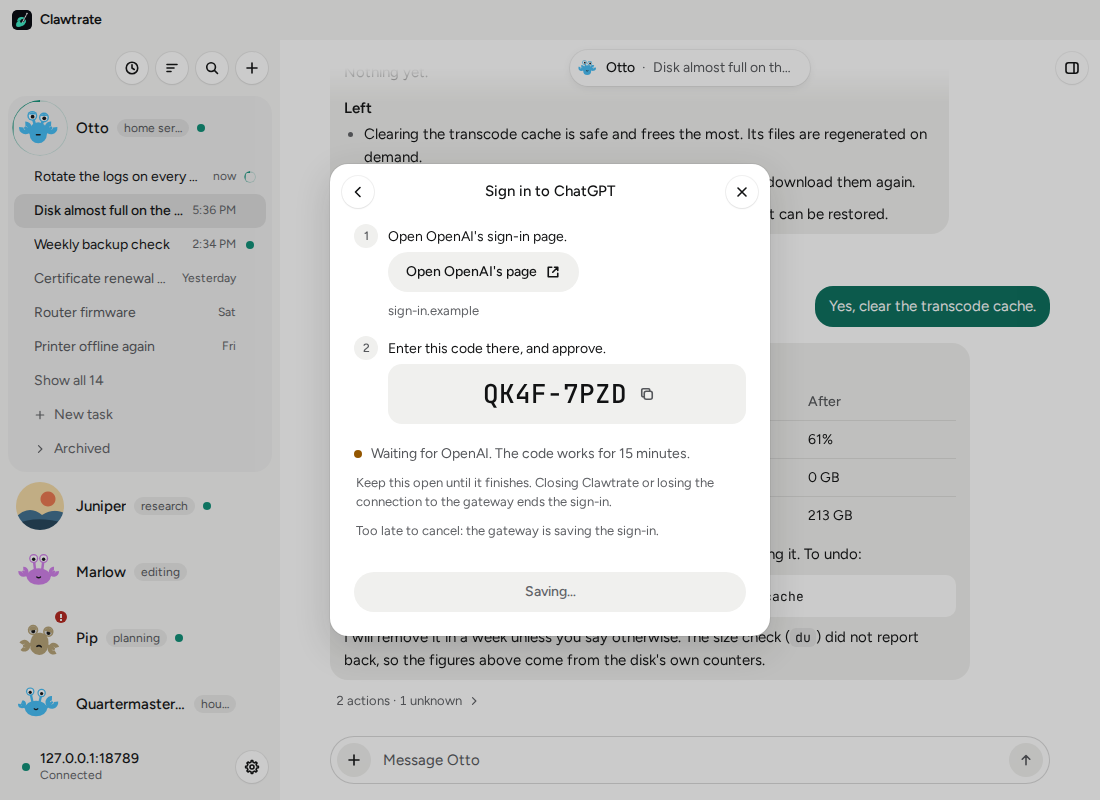 Clawtrate
Otto home ser...
Rotate the logs on every ... now
Disk almost full on the ... 5:36 PM
Weekly backup check 2:34 PM
Certificate renewal ... Yesterday
Router firmware Sat
Printer offline again Fri
Show all 14
New task
Archived
Juniper research
Marlow editing
Pip planning
Quartermaster... hou...
127.0.0.1:18789
Connected
Otto · Disk almost full on th...
Nothing yet.
Left
Clearing the transcode cache is safe and frees the most. Its files are regenerated on
demand.
download them again.
can be restored.
Yes, clear the transcode cache.
After
61%
0 GB
213 GB
it. To undo:
I will remove it in a week unless you say otherwise. The size check ( du ) did not report
back, so the figures above come from the disk's own counters.
2 actions · 1 unknown
Message Otto
Sign in to ChatGPT
1 Open OpenAI's sign-in page.
Open OpenAI's page
sign-in.example
2 Enter this code there, and approve.
QK4F-7PZD
Waiting for OpenAI. The code works for 15 minutes.
Keep this open until it finishes. Closing Clawtrate or losing the
connection to the gateway ends the sign-in.
Too late to cancel: the gateway is saving the sign-in.
Saving...